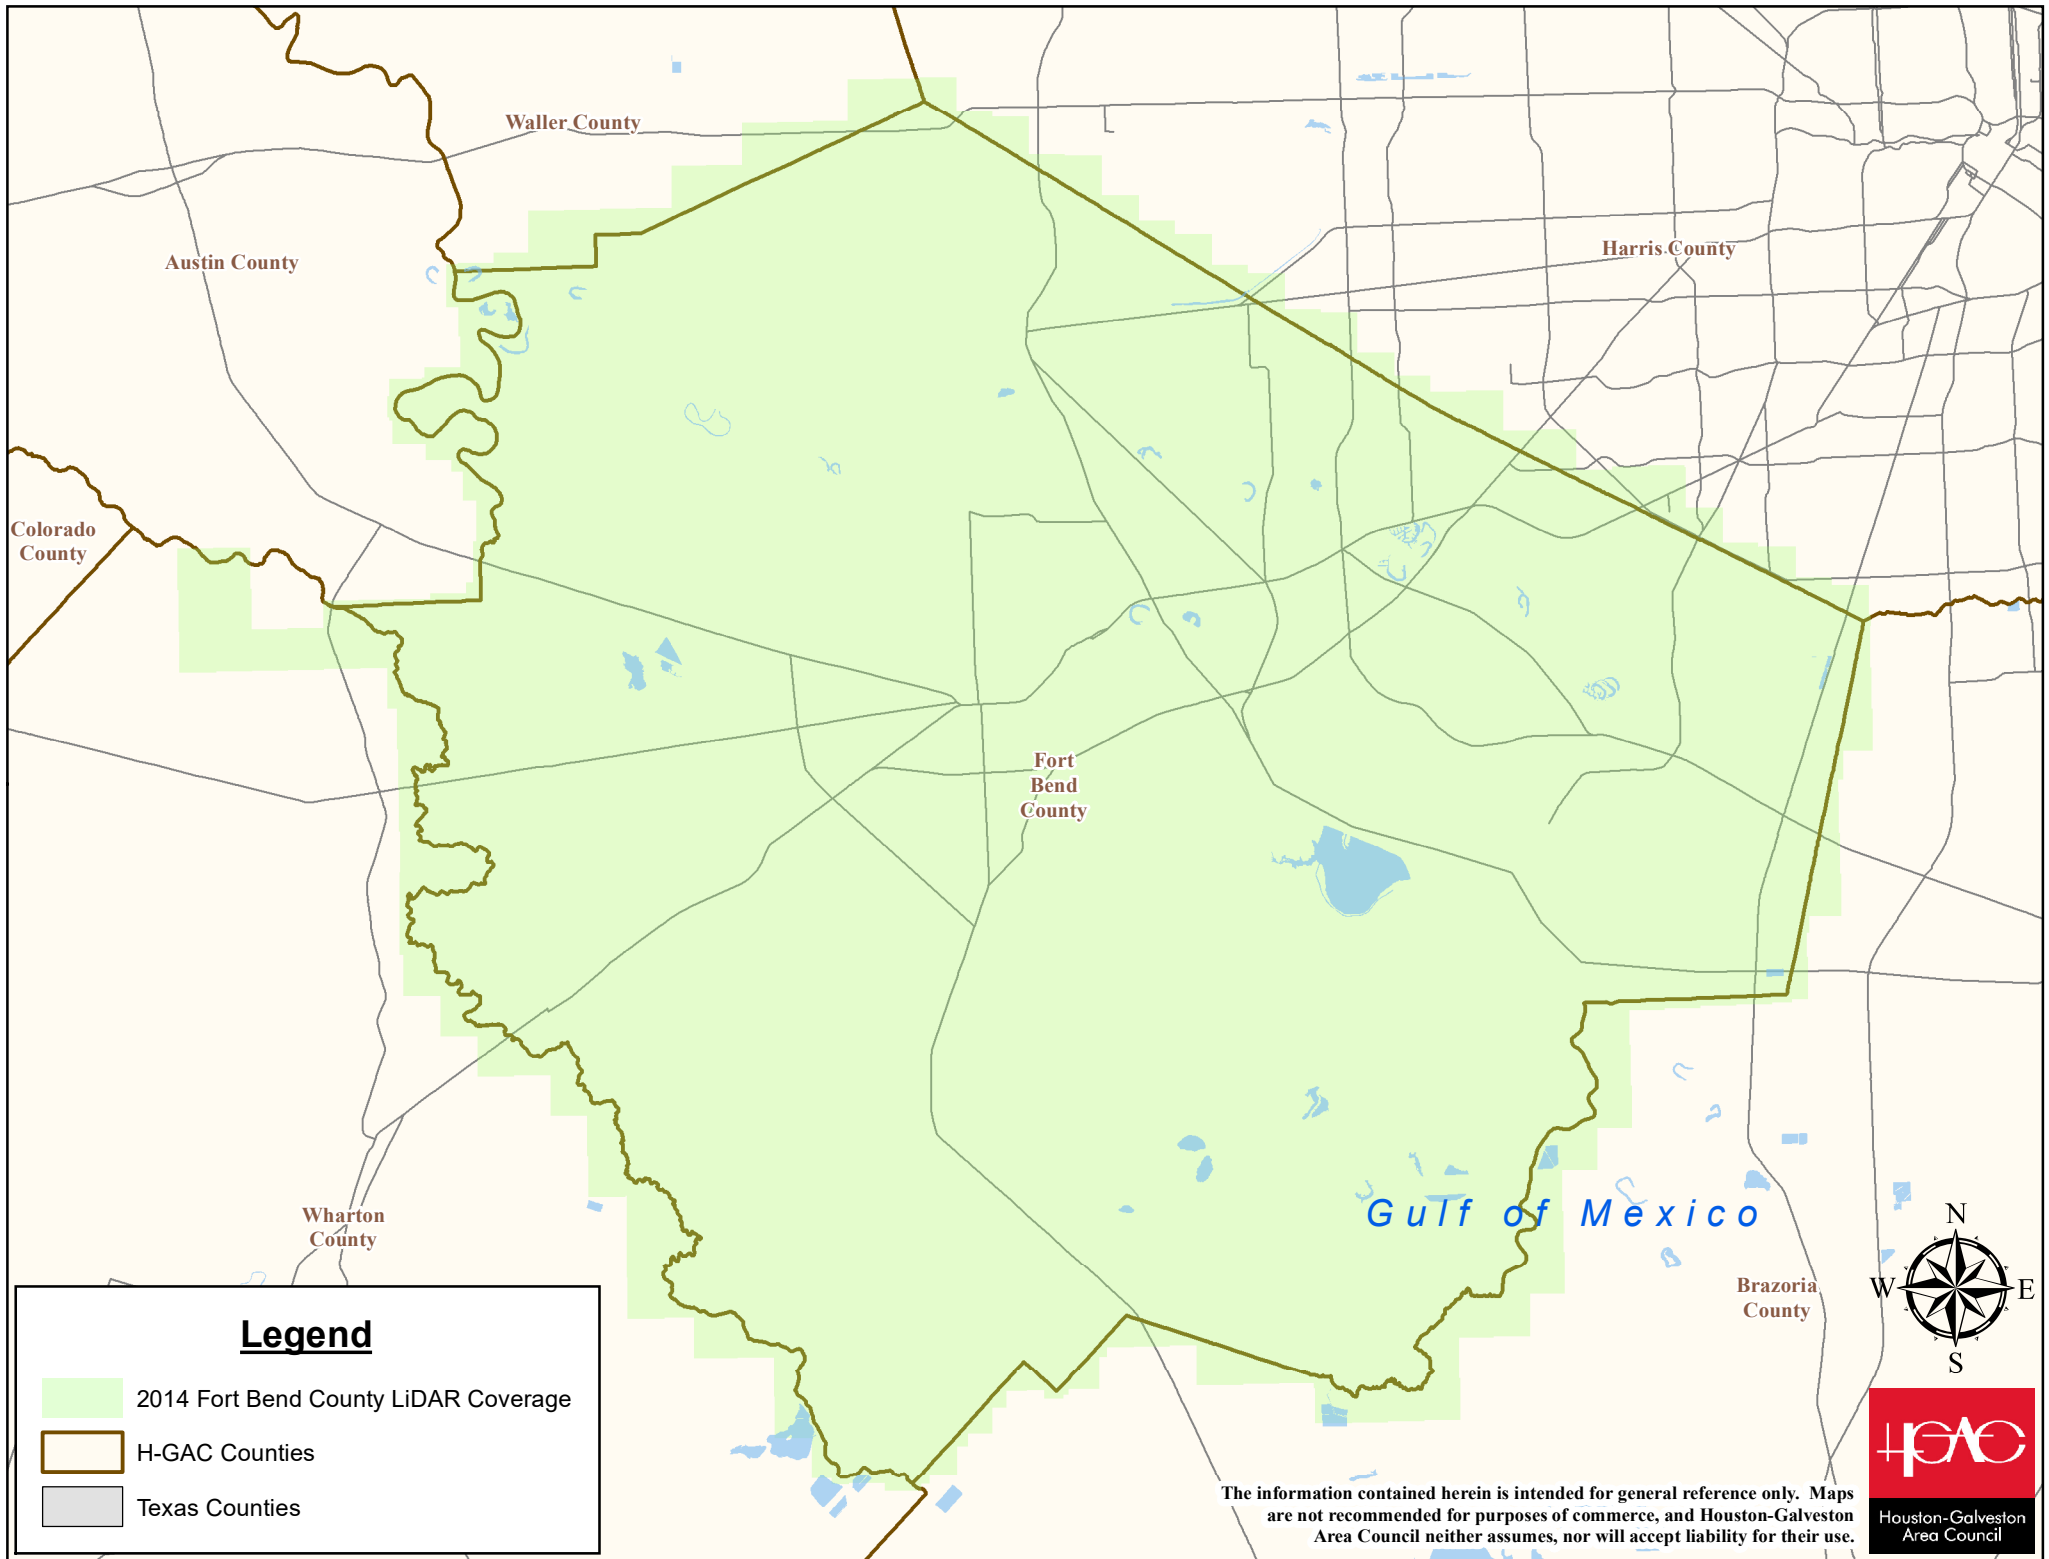 Waller County
Austin County
Harris County
Colorado
County
Fort
Bend
County
Gulf of Mexico
Wharton
County
Brazoria
County
N
W
E
S
Legend
2014 Fort Bend County LiDAR Coverage
H-GAC Counties
Texas Counties
The information contained herein is intended for general reference only. Maps
are not recommended for purposes of commerce, and Houston-Galveston
Area Council neither assumes, nor will accept liability for their use.
HGAC
Houston-Galveston
Area Council